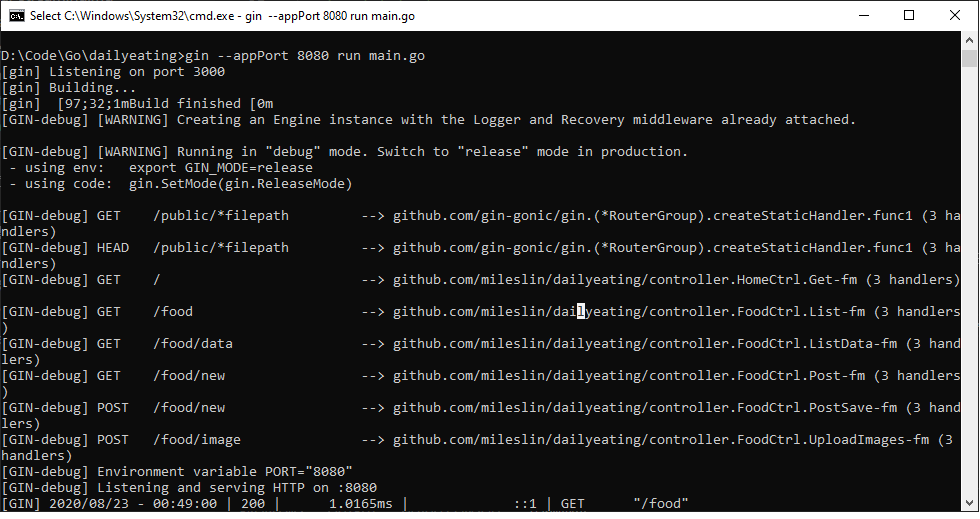 Select C:\Windows\System32\cmd.exe - gin  --appPort 8080 run main.go
D:\Code\Go\dailyeating>gin --appPort 8080 run main.go
[gin] Listening on port 3000
[gin] Building...
[gin]  [97;32;1mBuild finished [0m
[GIN-debug] [WARNING] Creating an Engine instance with the Logger and Recovery middleware already attached.
[GIN-debug] [WARNING] Running in "debug" mode. Switch to "release" mode in production.
 - using env:   export GIN_MODE=release
 - using code:  gin.SetMode(gin.ReleaseMode)
[GIN-debug] GET    /public/*filepath         --> github.com/gin-gonic/gin.(*RouterGroup).createStaticHandler.func1 (3 ha
ndlers)
[GIN-debug] HEAD   /public/*filepath         --> github.com/gin-gonic/gin.(*RouterGroup).createStaticHandler.func1 (3 ha
ndlers)
[GIN-debug] GET    /                         --> github.com/mileslin/dailyeating/controller.HomeCtrl.Get-fm (3 handlers)
[GIN-debug] GET    /food                     --> github.com/mileslin/dailyeating/controller.FoodCtrl.List-fm (3 handlers
)
[GIN-debug] GET    /food/data                --> github.com/mileslin/dailyeating/controller.FoodCtrl.ListData-fm (3 hand
lers)
[GIN-debug] GET    /food/new                 --> github.com/mileslin/dailyeating/controller.FoodCtrl.Post-fm (3 handlers
)
[GIN-debug] POST   /food/new                 --> github.com/mileslin/dailyeating/controller.FoodCtrl.PostSave-fm (3 hand
lers)
[GIN-debug] POST   /food/image               --> github.com/mileslin/dailyeating/controller.FoodCtrl.UploadImages-fm (3
handlers)
[GIN-debug] Environment variable PORT="8080"
[GIN-debug] Listening and serving HTTP on :8080
[GIN] 2020/08/23 - 00:49:00 | 200 |      1.0165ms |             ::1 | GET      "/food"